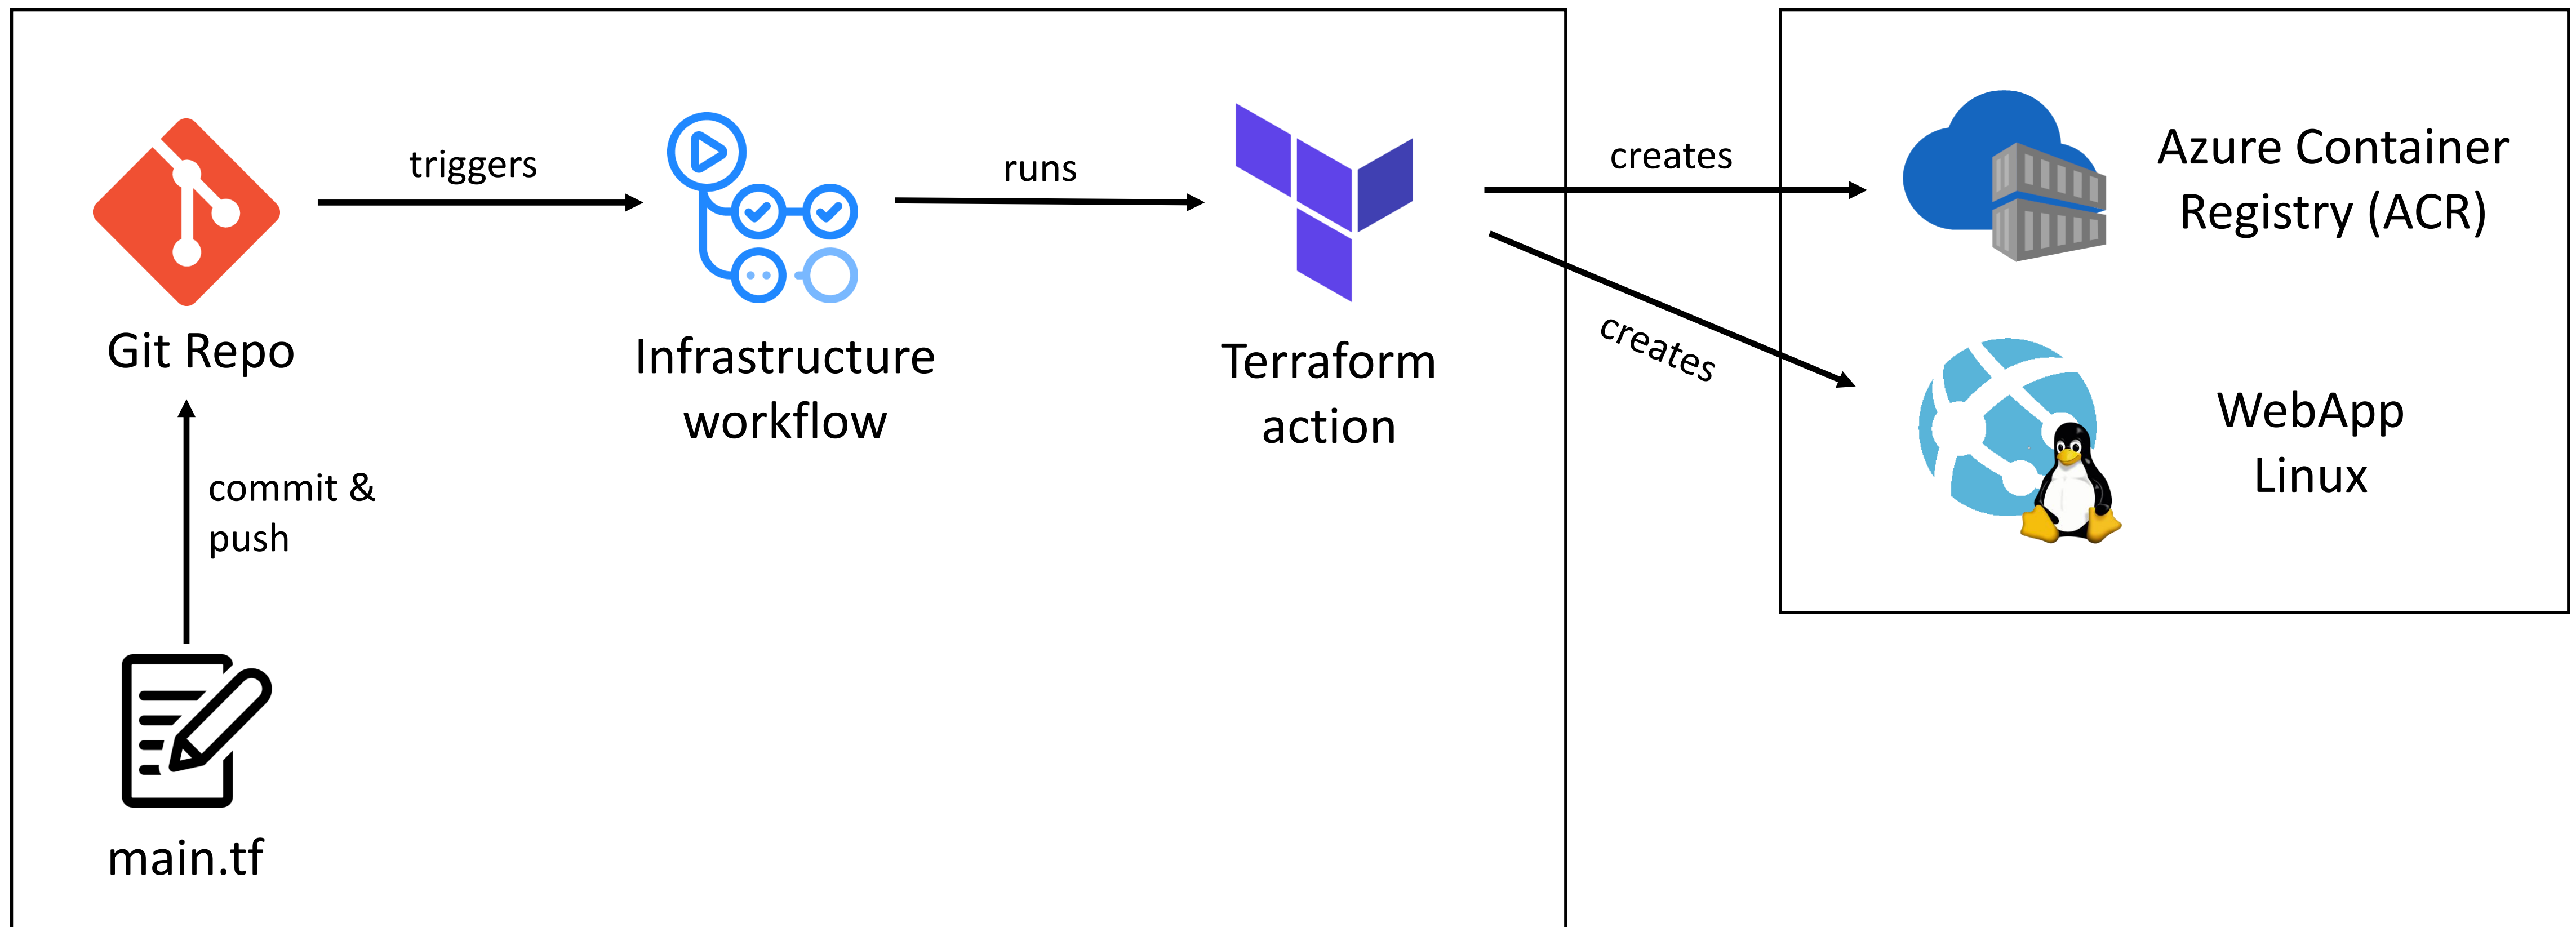 triggers
runs
creates
creates
Azure Container
Registry (ACR)
Git Repo
Infrastructure
workflow
Terraform
action
WebApp
Linux
commit &
push
main.tf